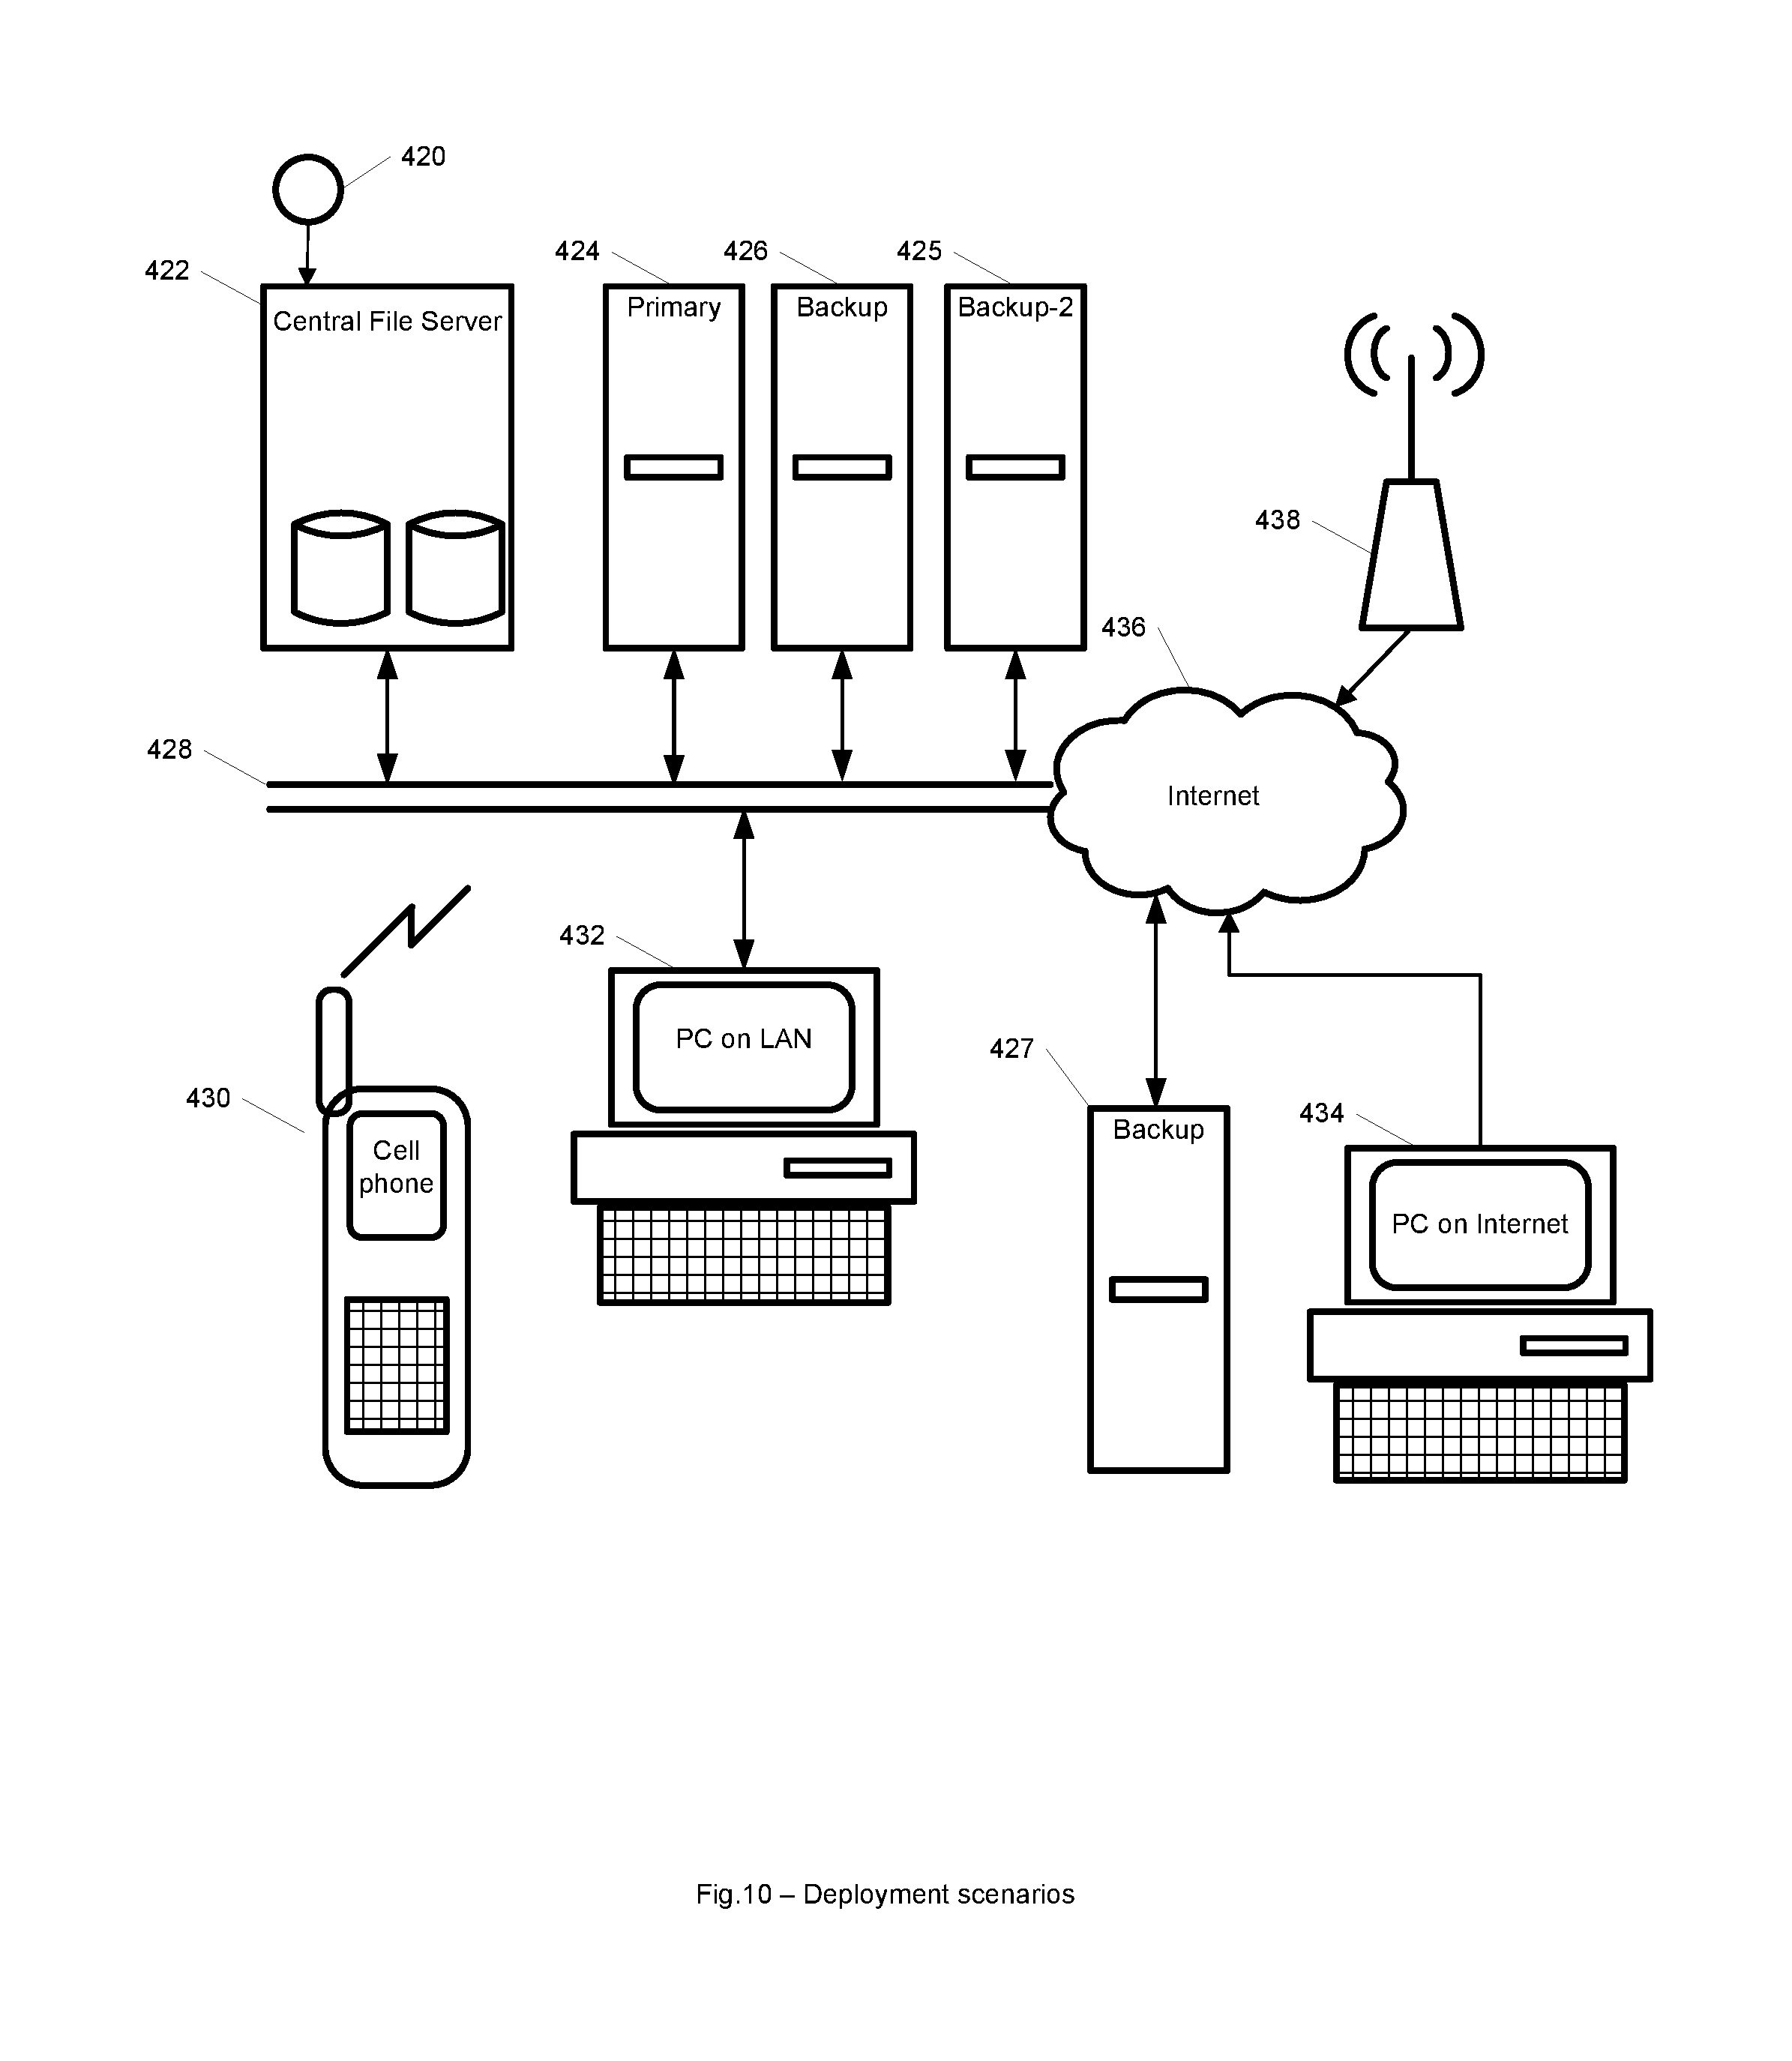 420
422
424
426
425
Central File Server
Primary
Backup
Backup-2
438
436
428
Internet
432
PC on LAN
427
430
434
Backup
Cell
phone
PC on Internet
Fig.10 – Deployment scenarios